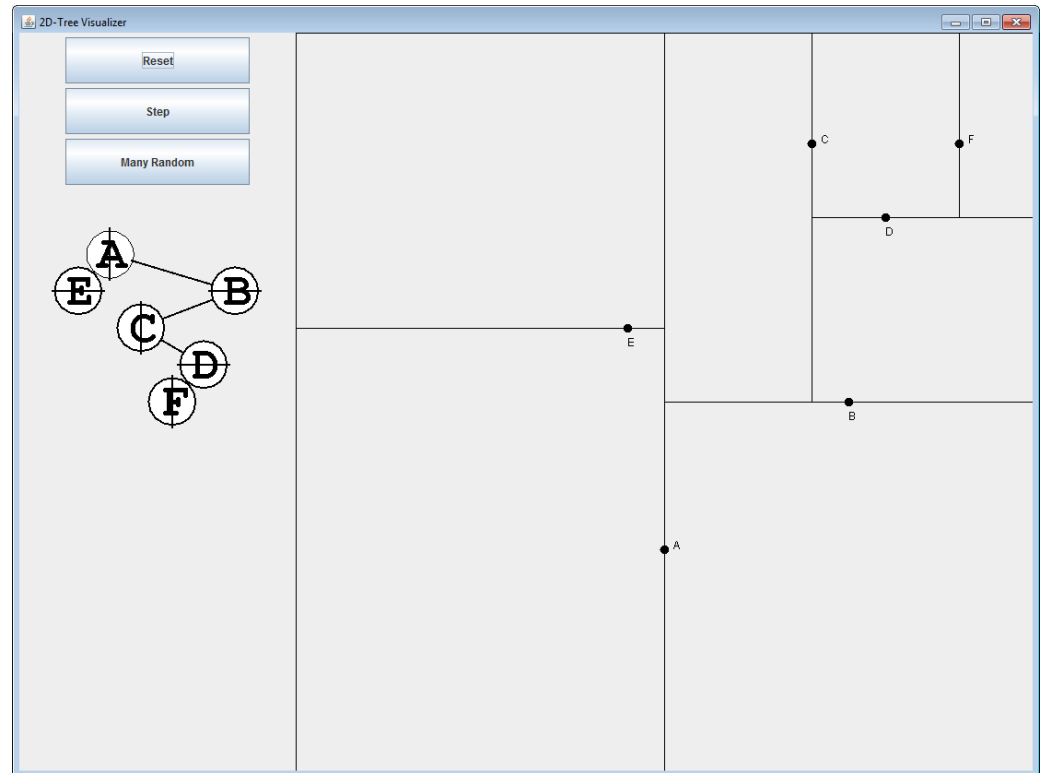 2D-Tree Visualizer
Reset
Step
Many Random
A
E
B
C
D
F
C
F
D
E
B
A